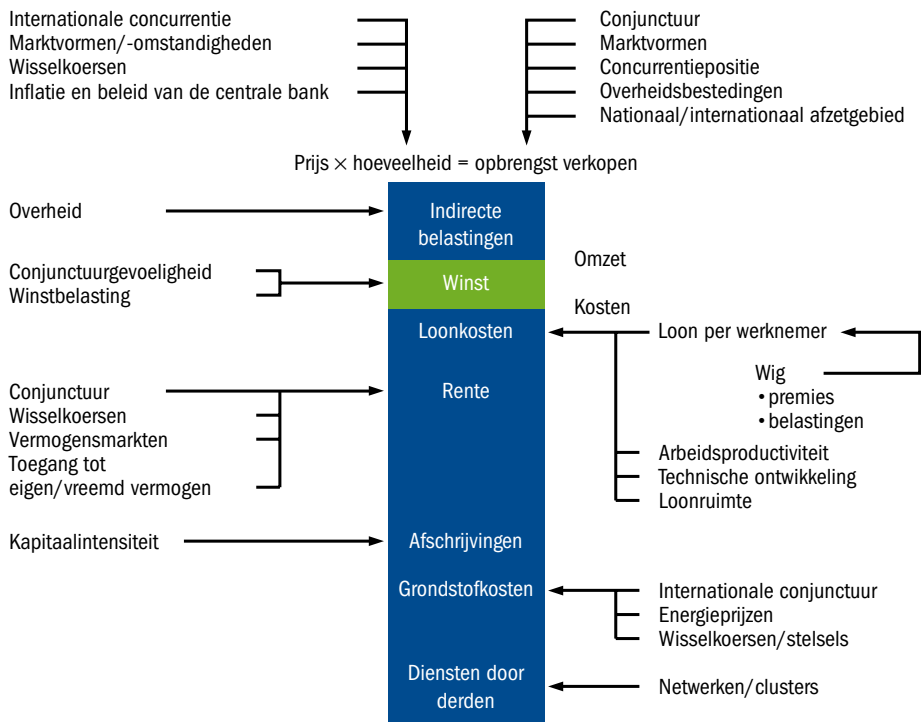 Internationale concurrentie
Marktvormen/-omstandigheden
Wisselkoersen
Inflatie en beleid van de centrale bank
Conjunctuur
Marktvormen
Concurrentiepositie
Overheidsbestedingen
Nationaal/internationaal afzetgebied
Prijs × hoeveelheid = opbrengst verkopen
Overheid
Indirecte
belastingen
Conjunctuurgevoeligheid
Winstbelasting
Winst
Omzet
Kosten
Loonkosten
Loon per werknemer
Wig
• premies
• belastingen
Conjunctuur
Wisselkoersen
Vermogensmarkten
Toegang tot
eigen/vreemd vermogen
Rente
Arbeidsproductiviteit
Technische ontwikkeling
Loonruimte
Kapitaalintensiteit
Afschrijvingen
Grondstofkosten
Internationale conjunctuur
Energieprijzen
Wisselkoersen/stelsels
Diensten door
derden
Netwerken/clusters